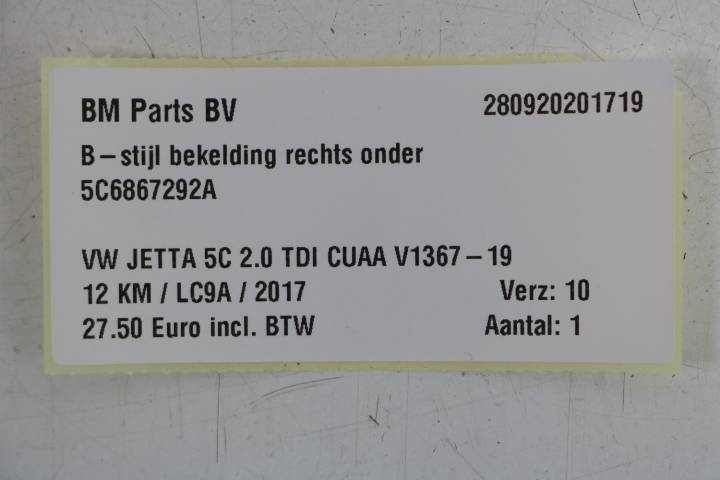 BM Parts BV 280920201719
B-stijl bekelding rechts onder
5C6867292A
VW JETTA 5C 2.0 TDI CUAA V1367-19
12 KM / LC9A / 2017 Verz: 10
27.50 Euro incl. BTW Aantal: 1